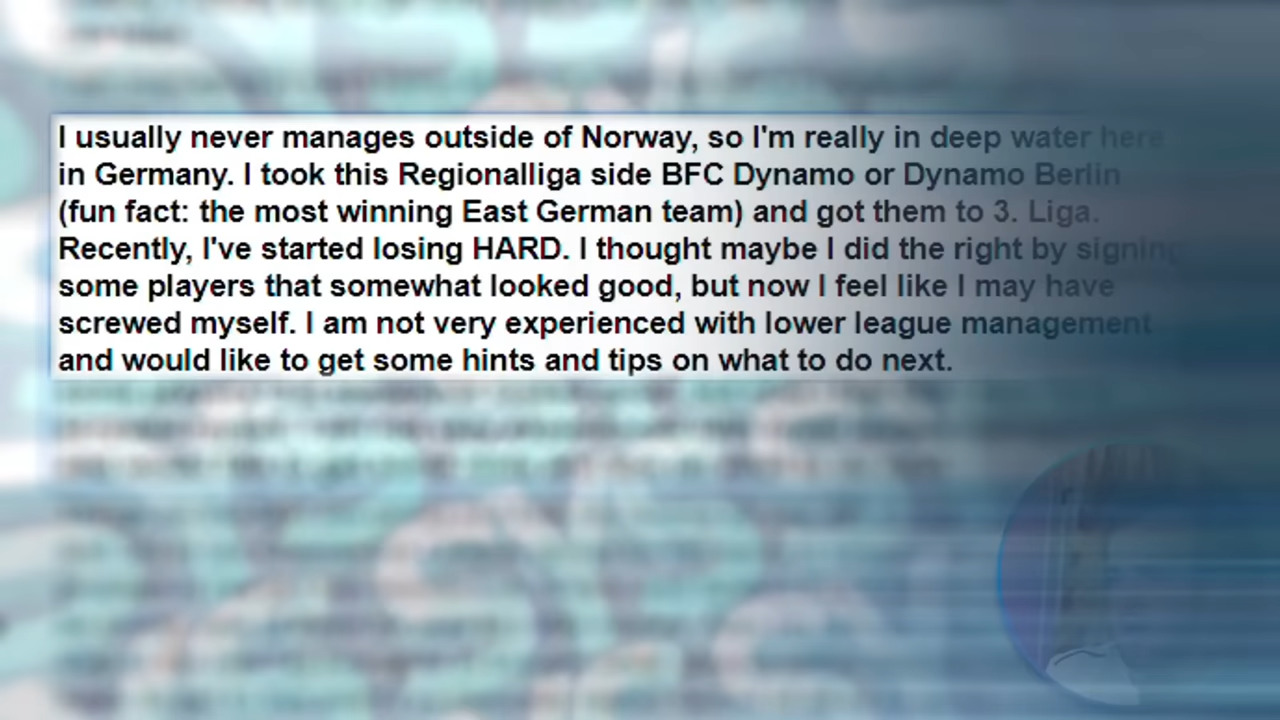 I usually never manages outside of Norway, so I'm really in deep water here
in Germany. I took this Regionalliga side BFC Dynamo or Dynamo Berlin
(fun fact: the most winning East German team) and got them to 3. Liga.
Recently, I've started losing HARD. I thought maybe I did the right by signing
some players that somewhat looked good, but now I feel like I may have
screwed myself. I am not very experienced with lower league management
and would like to get some hints and tips on what to do next.